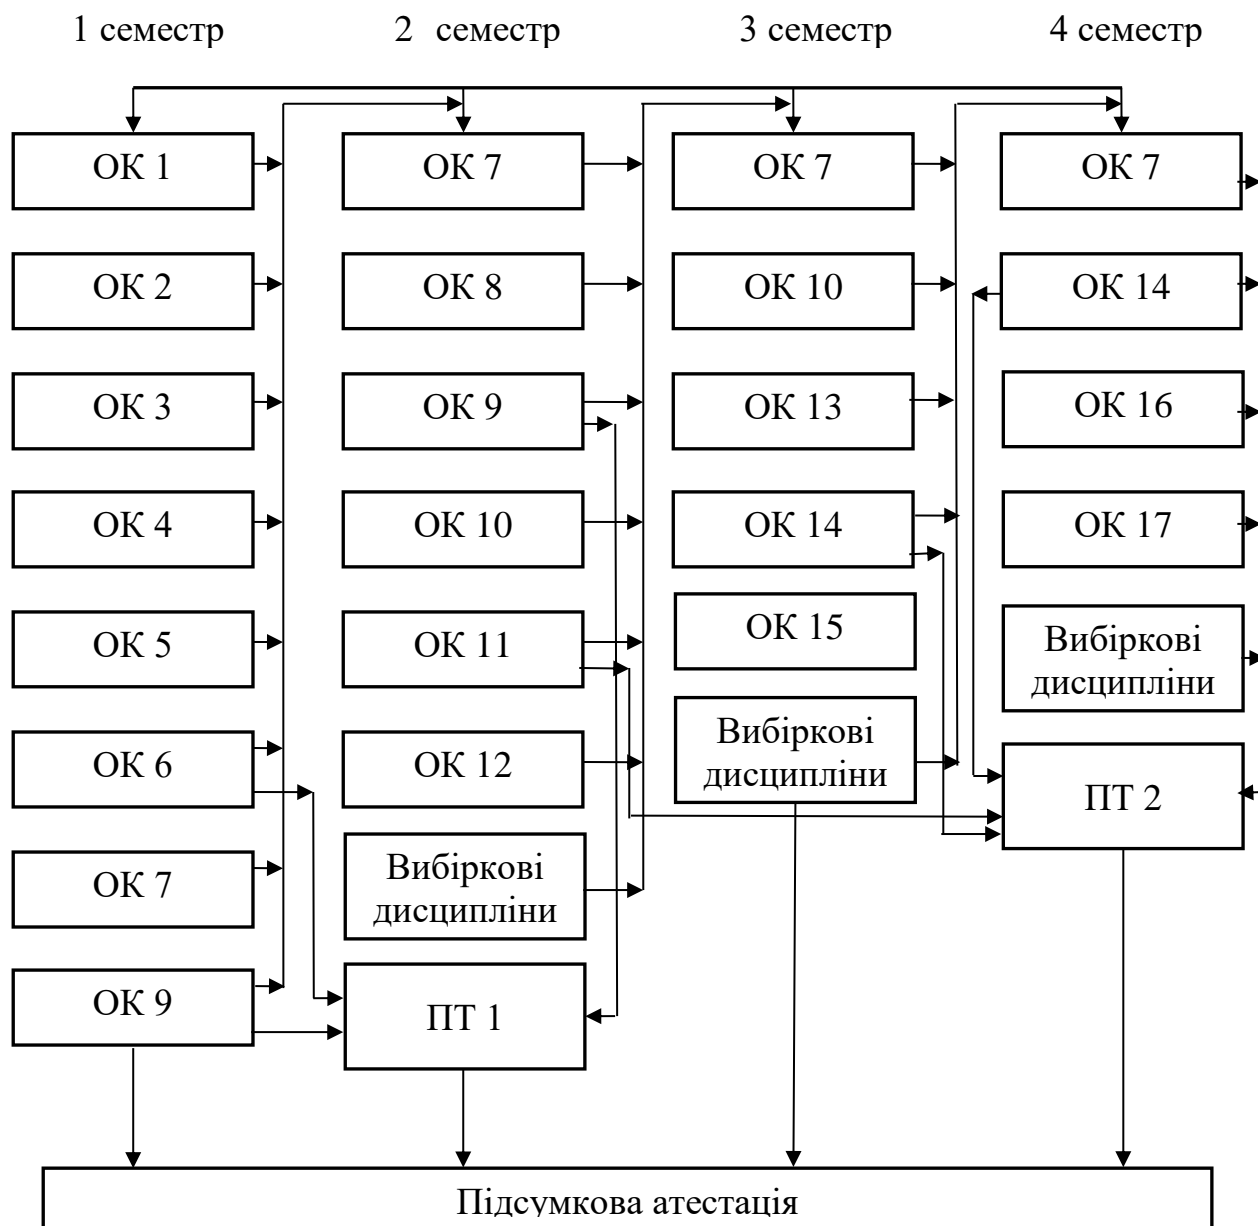 1 семестр
2 семестр
3 семестр
4 семестр
ОК 1
ОК 7
ОК 7
ОК 7
ОК 2
ОК 8
ОК 10
ОК 14
ОК 3
ОК 9
ОК 13
ОК 16
ОК 4
ОК 10
ОК 14
ОК 17
ОК 5
ОК 11
ОК 15
Вибіркові
дисципліни
ОК 6
ОК 12
Вибіркові
дисципліни
ПТ 2
ОК 7
Вибіркові
дисципліни
ОК 9
ПТ 1
Підсумкова атестація